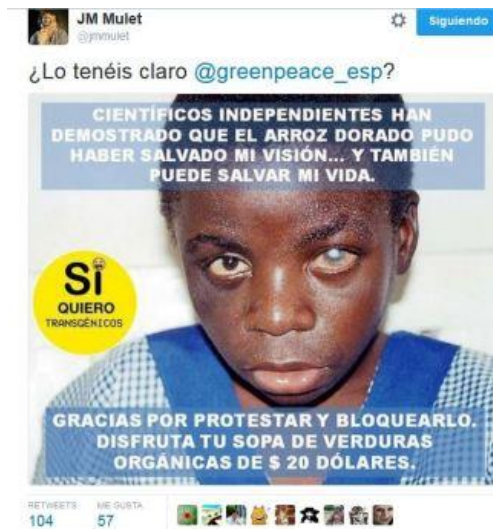 JM Mulet
@jmmulet
Siguiendo
¿Lo tenéis claro @greenpeace_esp?
CIENTÍFICOS INDEPENDIENTES HAN
DEMOSTRADO QUE EL ARROZ DORADO PUDO
HABER SALVADO MI VISIÓN... Y TAMBIÉN
PUEDE SALVAR MI VIDA.
Sí
QUIERO
TRANSGÉNICOS
GRACIAS POR PROTESTAR Y BLOQUEARLO.
DISFRUTA TU SOPA DE VERDURAS
ORGÁNICAS DE $ 20 DÓLARES.
RETWEETS
104
ME GUSTA
57